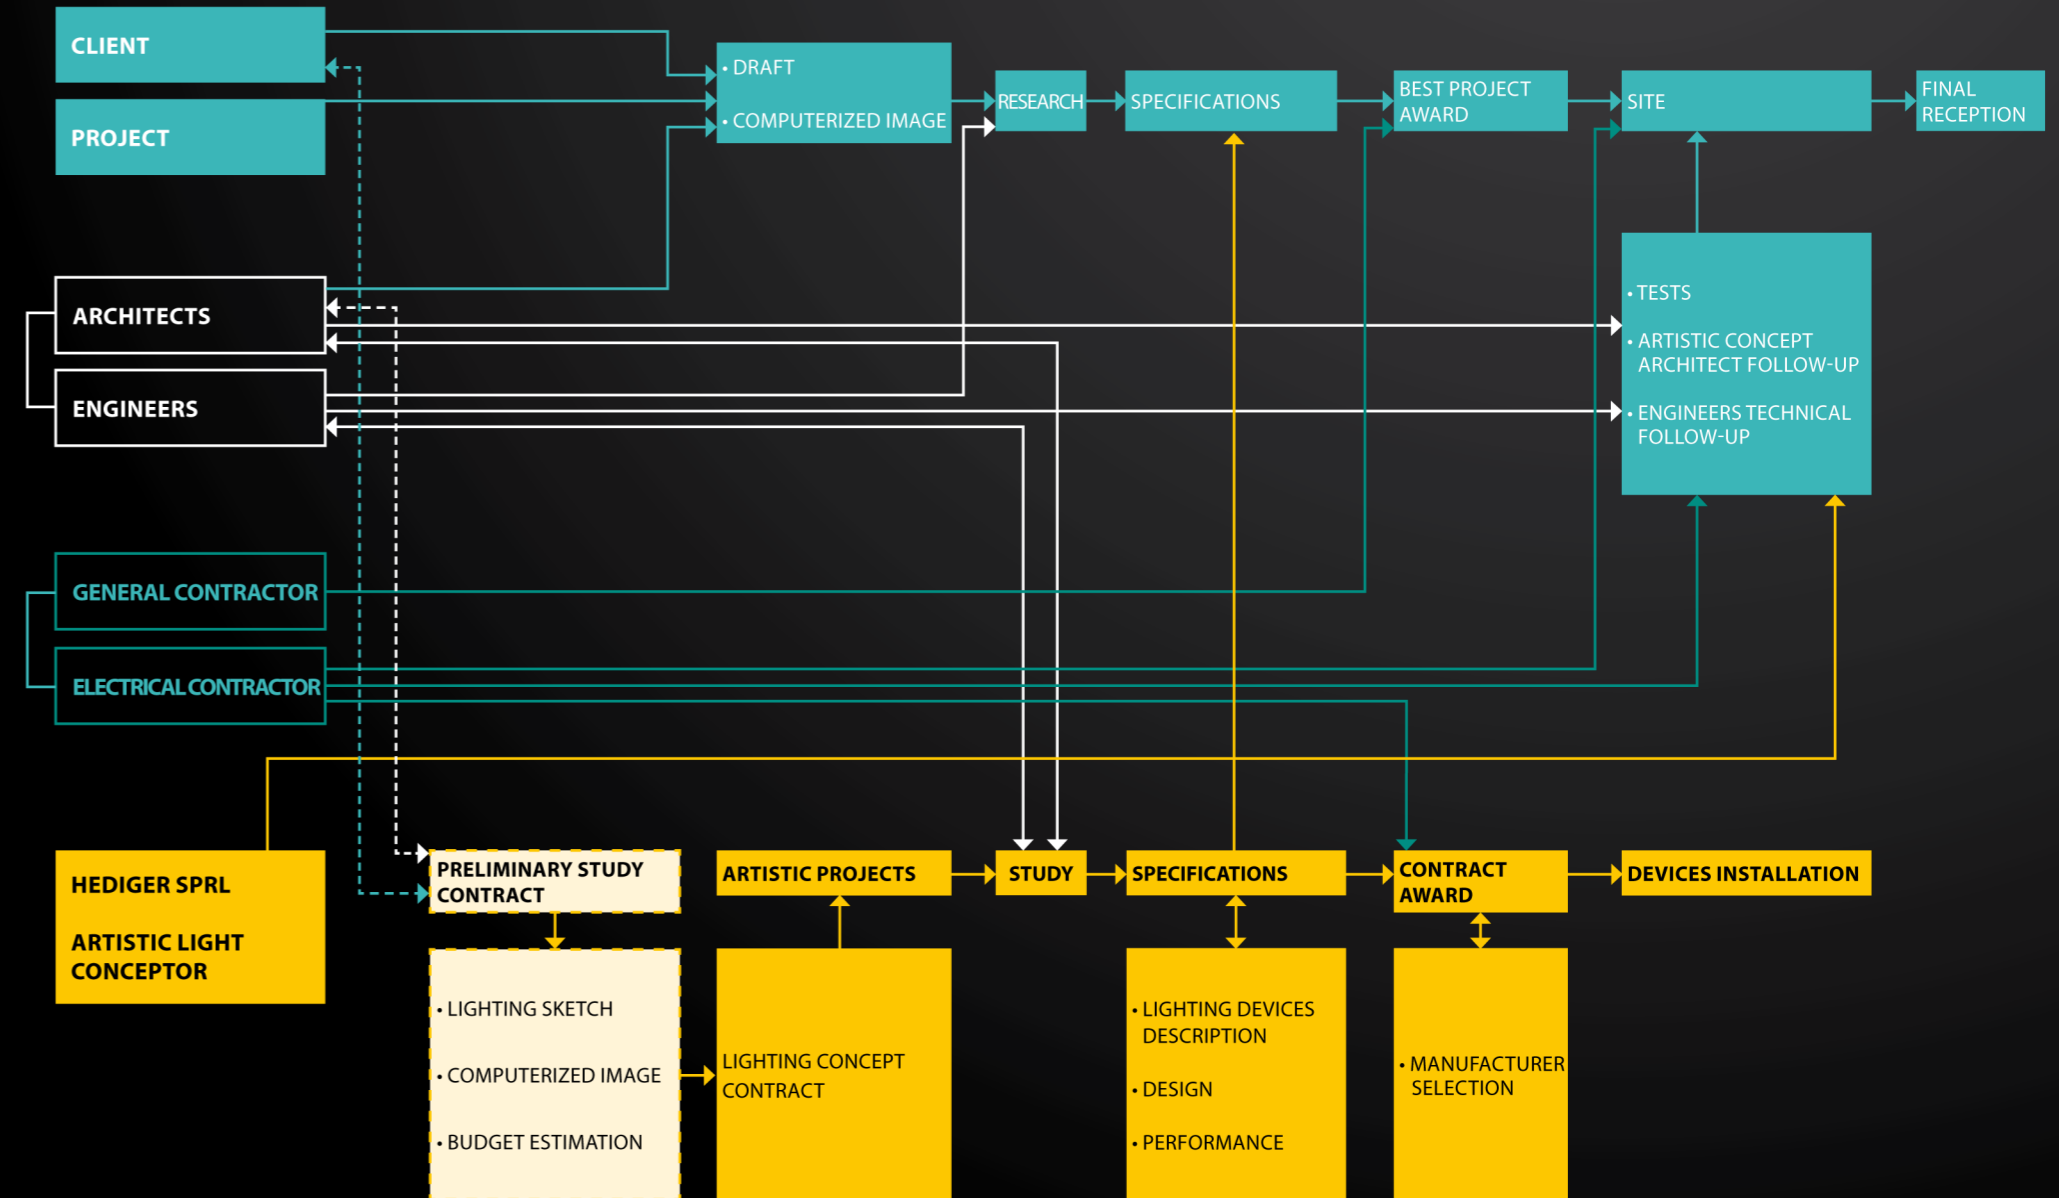 CLIENT
PROJECT
• DRAFT
• COMPUTERIZED IMAGE
RESEARCH
SPECIFICATIONS
BEST PROJECT
AWARD
SITE
FINAL
RECEPTION
ARCHITECTS
ENGINEERS
• TESTS
• ARTISTIC CONCEPT
ARCHITECT FOLLOW-UP
• ENGINEERS TECHNICAL
FOLLOW-UP
GENERAL CONTRACTOR
ELECTRICAL CONTRACTOR
HEDIGER SPRL
ARTISTIC LIGHT
CONCEPTOR
PRELIMINARY STUDY
CONTRACT
ARTISTIC PROJECTS
STUDY
SPECIFICATIONS
CONTRACT
AWARD
DEVICES INSTALLATION
• LIGHTING SKETCH
• COMPUTERIZED IMAGE
• BUDGET ESTIMATION
LIGHTING CONCEPT
CONTRACT
• LIGHTING DEVICES
DESCRIPTION
• DESIGN
• PERFORMANCE
• MANUFACTURER
SELECTION